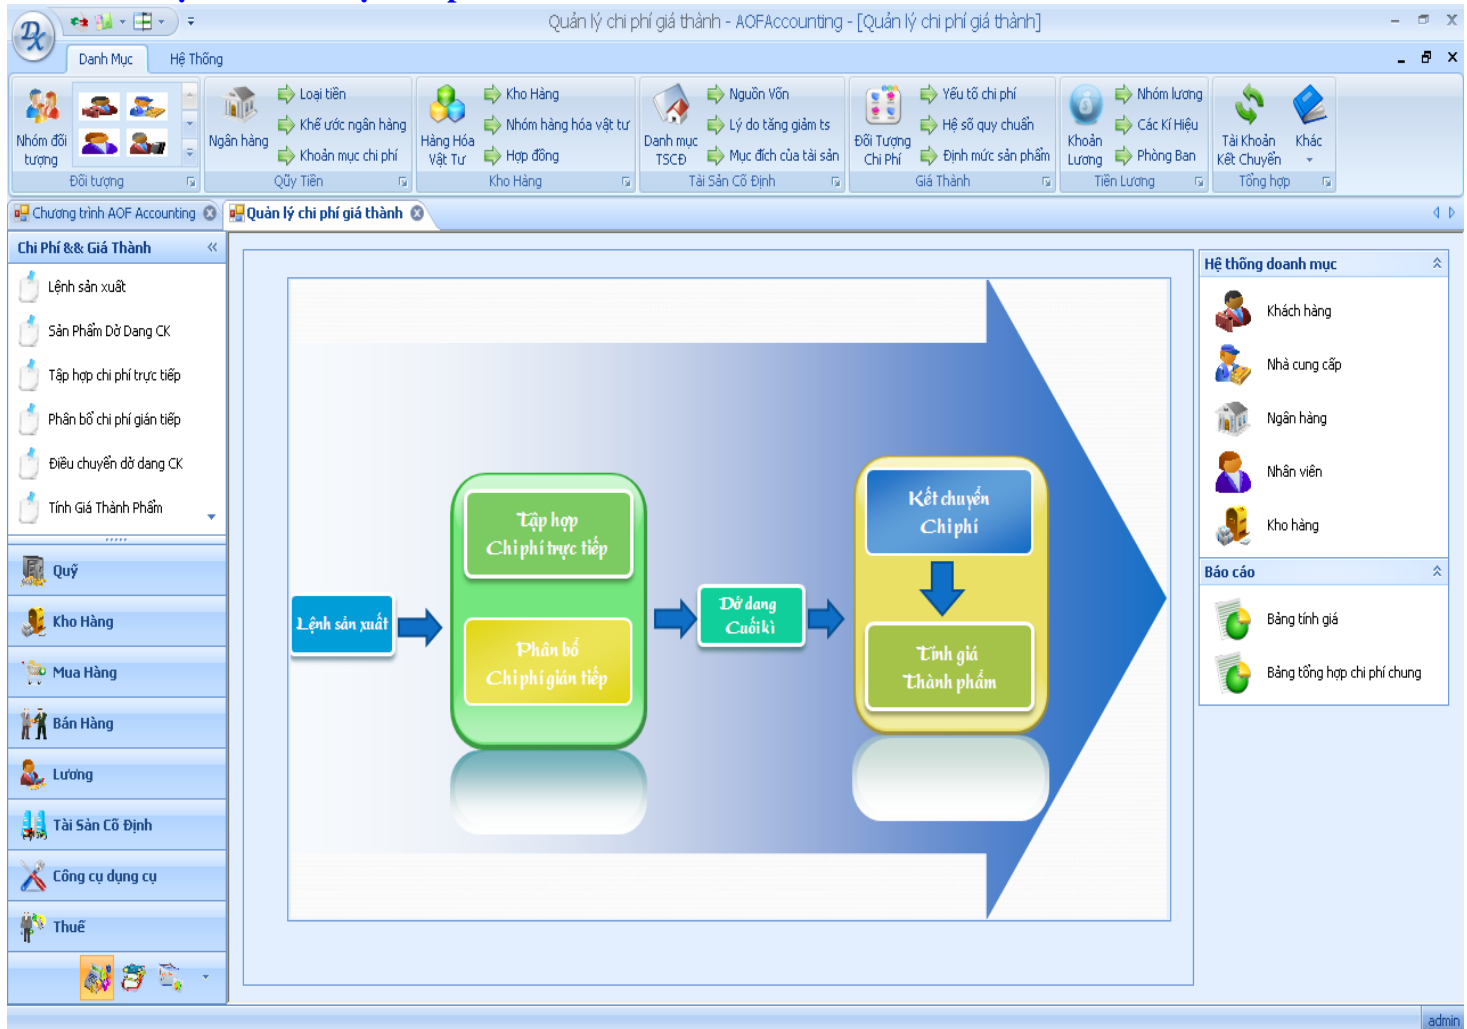 Quản lý chi phí giá thành - AOFAccounting - [Quản lý chi phí giá thành]
Danh Mục
Hệ Thống
Nhóm đối
tượng
Đối tượng
Ngân hàng
Loại tiền
Khế ước ngân hàng
Khoản mục chi phí
Qũy Tiền
Hàng Hóa
Vật Tư
Kho Hàng
Nhóm hàng hóa vật tư
Hợp đồng
Kho Hàng
Danh mục
TSCĐ
Nguồn Vốn
Lý do tăng giảm ts
Mục đích của tài sản
Tài Sản Cố Định
Đối Tượng
Chi Phí
Yếu tố chi phí
Hệ số quy chuẩn
Định mức sản phẩm
Giá Thành
Khoản
Lương
Nhóm lương
Các Kí Hiệu
Phòng Ban
Tiền Lương
Tài Khoản
Kết Chuyển
Khác
Tổng hợp
Chương trình AOF Accounting
Quản lý chi phí giá thành
Chi Phí && Giá Thành
Lệnh sản xuất
Sản Phẩm Dở Dang CK
Tập hợp chi phí trực tiếp
Phân bổ chi phí gián tiếp
Điều chuyển dở dang CK
Tính Giá Thành Phẩm
Quỹ
Kho Hàng
Mua Hàng
Bán Hàng
Lương
Tài Sản Cố Định
Công cụ dụng cụ
Thuế
Lệnh sản xuất
Tập hợp
Chi phí trực tiếp
Phân bổ
Chi phí gián tiếp
Dở dang
Cuối kì
Kết chuyển
Chi phí
Tính giá
Thành phẩm
Hệ thống doanh mục
Khách hàng
Nhà cung cấp
Ngân hàng
Nhân viên
Kho hàng
Báo cáo
Bảng tính giá
Bảng tổng hợp chi phí chung
admin